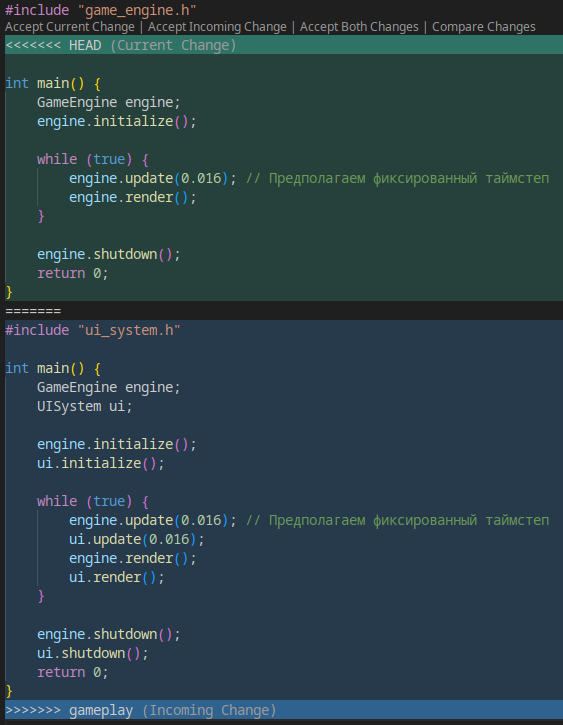 #include "game_engine.h"
Accept Current Change | Accept Incoming Change | Accept Both Changes | Compare Changes
<<<<<<< HEAD (Current Change)
int main() {
GameEngine engine;
engine.initialize();
while (true) {
engine.update(0.016); // Предполагаем фиксированный таймстеп
engine.render();
}
engine.shutdown();
return 0;
}
=======
#include "ui_system.h"
int main() {
GameEngine engine;
UISystem ui;
engine.initialize();
ui.initialize();
while (true) {
engine.update(0.016); // Предполагаем фиксированный таймстеп
ui.update(0.016);
engine.render();
ui.render();
}
engine.shutdown();
ui.shutdown();
return 0;
}
>>>>>>> gameplay (Incoming Change)